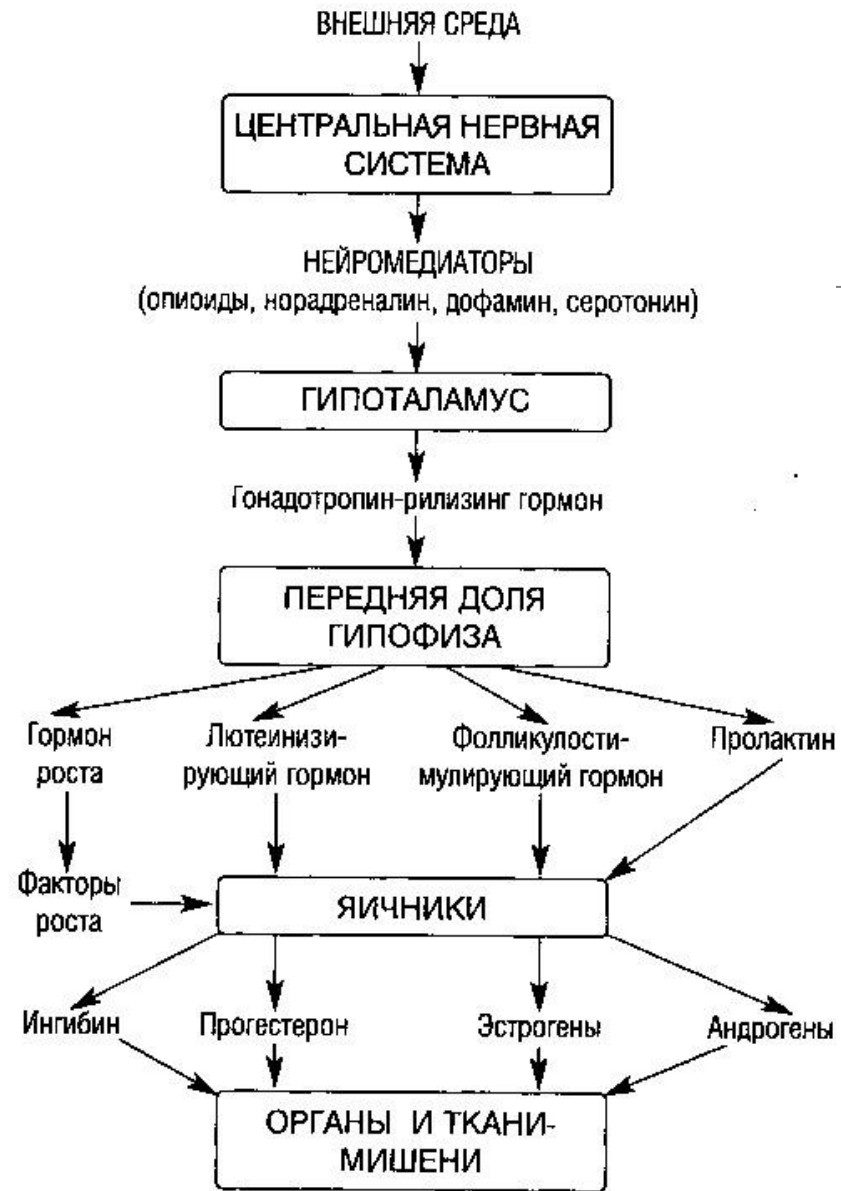 ВНЕШНЯЯ СРЕДА
ЦЕНТРАЛЬНАЯ НЕРВНАЯ
СИСТЕМА
НЕЙРОМЕДИАТОРЫ
(опиоиды, норадреналин, дофамин, серотонин)
ГИПОТАЛАМУС
Гонадотропин-рилизинг гормон
ПЕРЕДНЯЯ ДОЛЯ
ГИПОФИЗА
Гормон
роста
Лютеинизи-
рующий гормон
Фолликулости-
мулирующий гормон
Пролактин
Факторы
роста
ЯИЧНИКИ
Ингибин
Прогестерон
Эстрогены
Андрогены
ОРГАНЫ И ТКАНИ-
МИШЕНИ